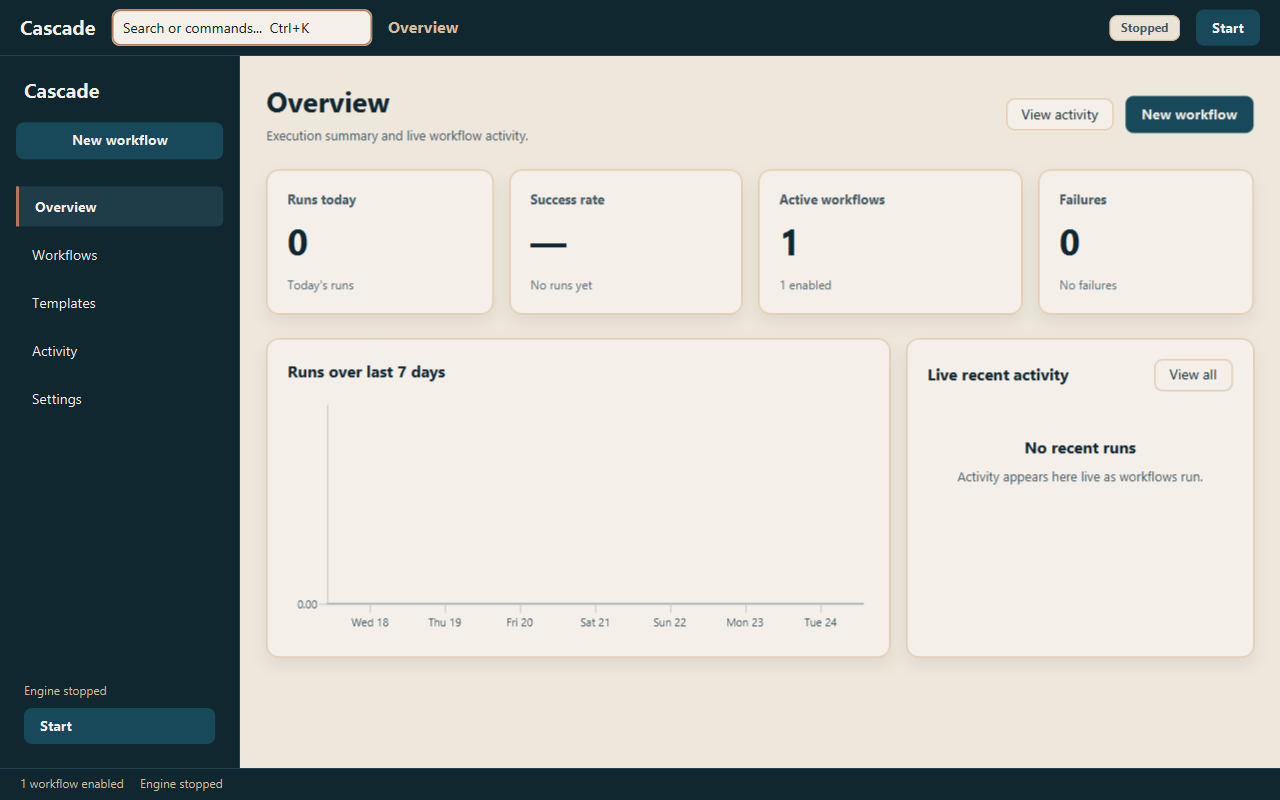 Cascade
Search or commands... Ctrl+K
Overview
Stopped
Start
Cascade
New workflow
Overview
Workflows
Templates
Activity
Settings
Engine stopped
Start
Overview
Execution summary and live workflow activity.
View activity
New workflow
Runs today
0
Today's runs
Success rate
—
No runs yet
Active workflows
1
1 enabled
Failures
0
No failures
Runs over last 7 days
0.00
Wed 18 Thu 19 Fri 20 Sat 21 Sun 22 Mon 23 Tue 24
Live recent activity
View all
No recent runs
Activity appears here live as workflows run.
1 workflow enabled Engine stopped